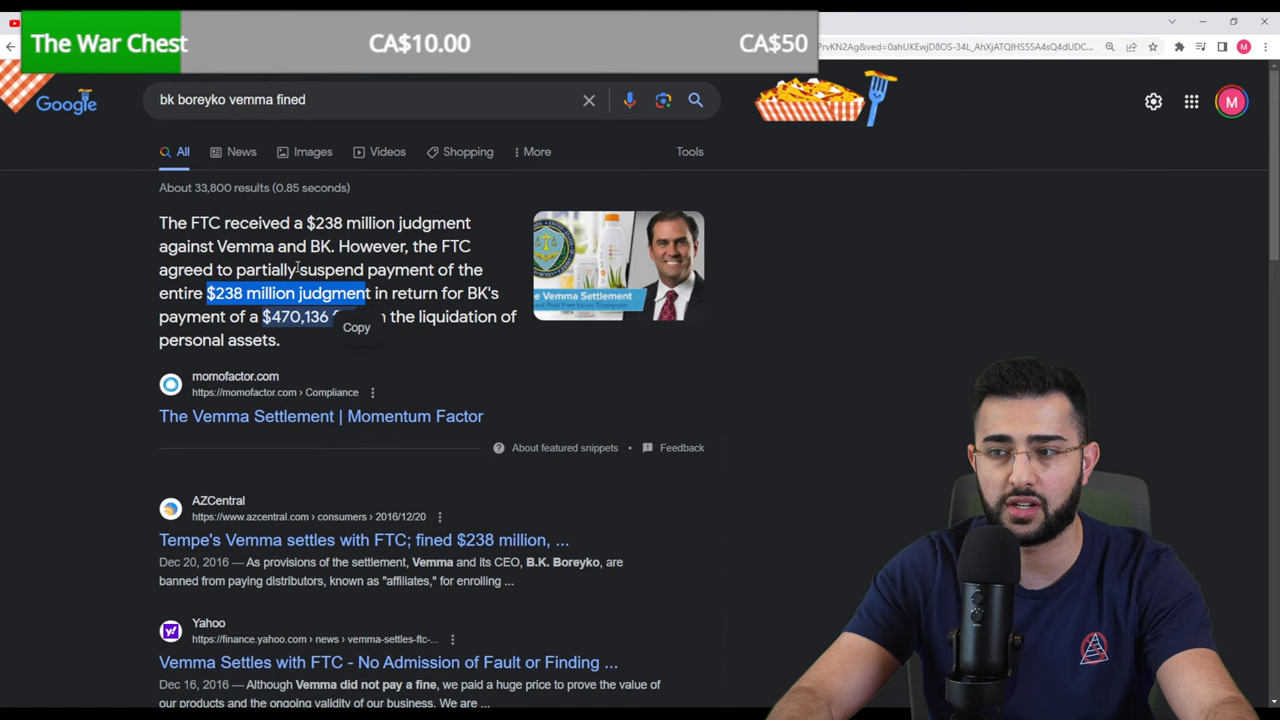 The War Chest CA$10.00 CA$50
PrvKN2Ag&ved=0ahUKEwjD8OS-34L_AhXjATQIHS55A4sQ4dUDC...
M
Google
bk boreyko vemma fined
M
All News Images Videos Shopping More Tools
About 33,800 results (0.85 seconds)
The FTC received a $238 million judgment
against Vemma and BK. However, the FTC
agreed to partially suspend payment of the
entire $238 million judgment in return for BK's
payment of a $470,136 the liquidation of
personal assets.
Copy
The Vemma Settlement
momofactor.com
https://momofactor.com › Compliance
The Vemma Settlement | Momentum Factor
About featured snippets • Feedback
AZCentral
https://www.azcentral.com › consumers › 2016/12/20
Tempe's Vemma settles with FTC; fined $238 million, ...
Dec 20, 2016 — As provisions of the settlement, Vemma and its CEO, B.K. Boreyko, are
banned from paying distributors, known as "affiliates," for enrolling ...
Yahoo
https://finance.yahoo.com › news › vemma-settles-ftc-...
Vemma Settles with FTC - No Admission of Fault or Finding ...
Dec 16, 2016 — Although Vemma did not pay a fine, we paid a huge price to prove the value of
our products and the ongoing validity of our business. We are ...